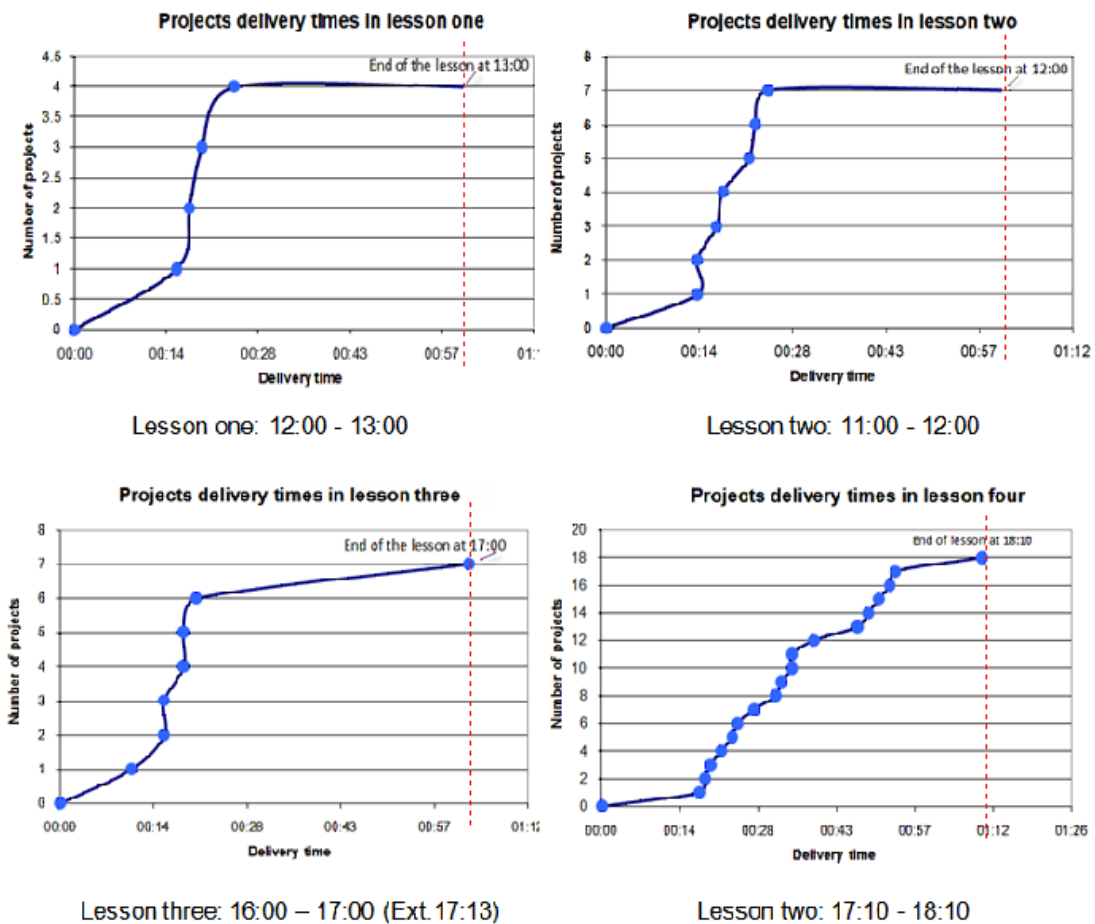 Projects delivery times in lesson one
4.5
4
3.5
3
2.5
2
1.5
1
0.5
0
Number of projects
End of the lesson at 13:00
00:00 00:14 00:28 00:43 00:57 01:1
Delivery time
Lesson one: 12:00 - 13:00
Projects delivery times in lesson two
8
7
6
5
4
3
2
1
0
Number of projects
End of the lesson at 12:00
00:00 00:14 00:28 00:43 00:57 01:12
Delivery time
Lesson two: 11:00 - 12:00
Projects delivery times in lesson three
8
7
6
5
4
3
2
1
0
Number of projects
End of the lesson at 17:00
00:00 00:14 00:28 00:43 00:57 01:12
Delivery time
Lesson three: 16:00 – 17:00 (Ext.17:13)
Projects delivery times in lesson four
20
18
16
14
12
10
8
6
4
2
0
Number of projects
End of lesson at 18:10
00:00 00:14 00:28 00:43 00:57 01:12 01:26
Delivery time
Lesson two: 17:10 - 18:10